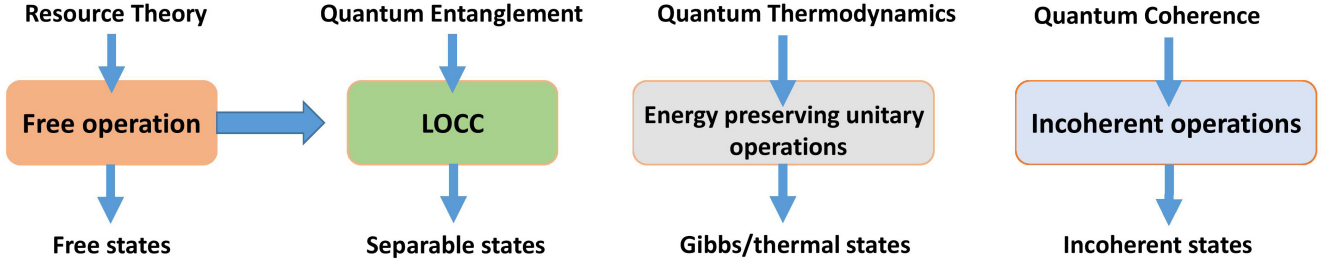 Resource Theory
Quantum Entanglement
Quantum Thermodynamics
Quantum Coherence
Free operation
LOCC
Energy preserving unitary
operations
Incoherent operations
Free states
Separable states
Gibbs/thermal states
Incoherent states